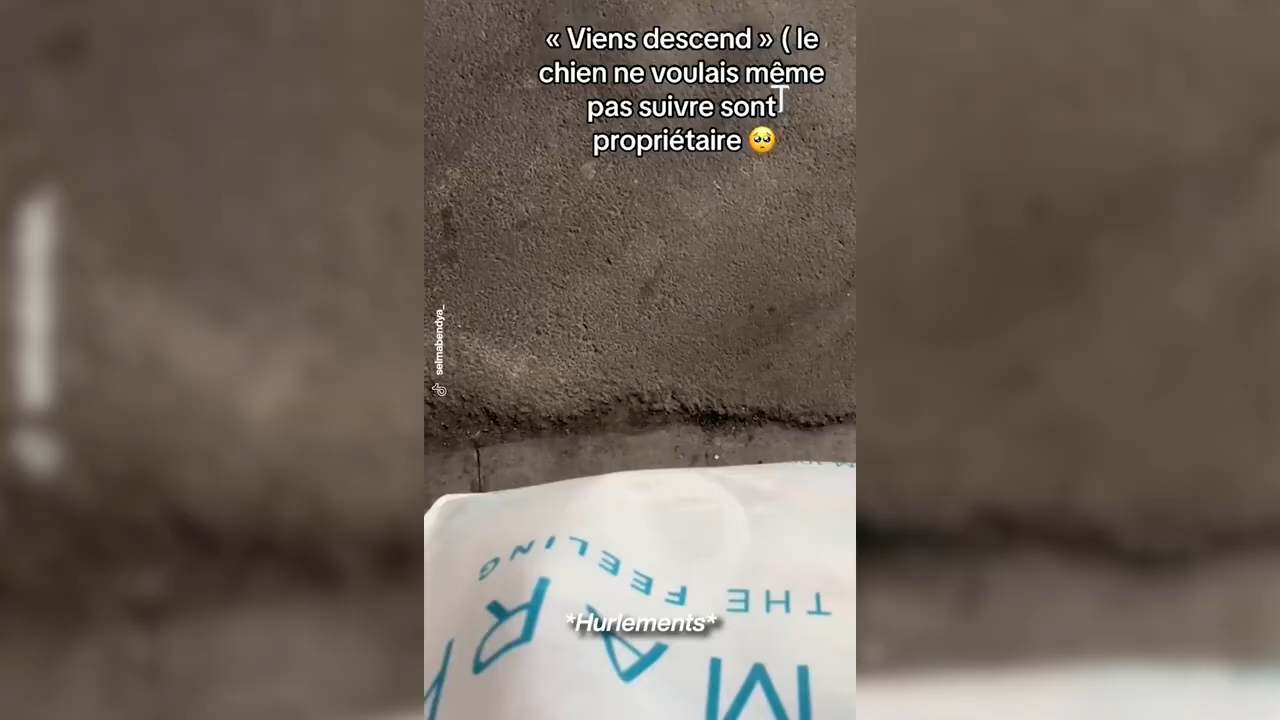 « Viens descend » ( le
chien ne voulais même
pas suivre sont
propriétaire 🥺
T
selmabendya_
THE FEELING
*Hurlements*